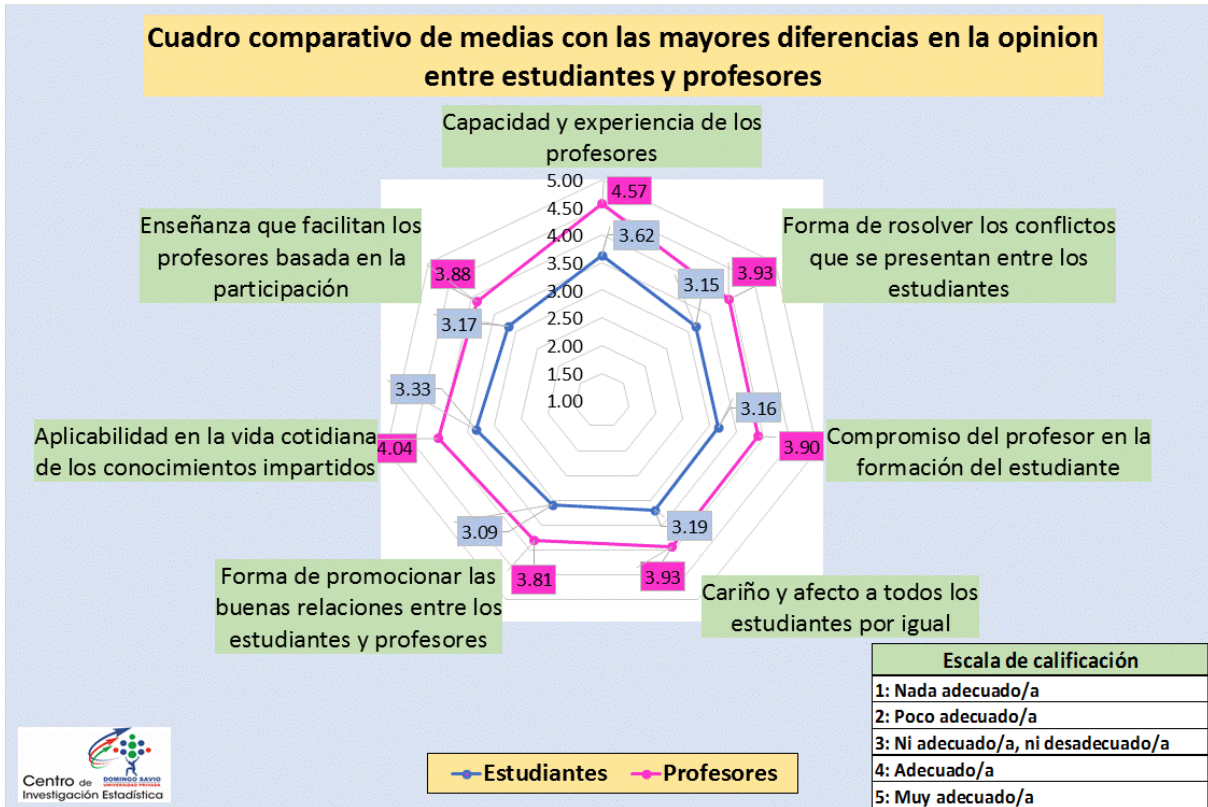 Cuadro comparativo de medias con las mayores diferencias en la opinion
entre estudiantes y profesores
Capacidad y experiencia de los
profesores
5.00
4.50
4.00
3.50
3.00
2.50
2.00
1.50
1.00
4.57
3.62
Forma de rosolver los conflictos
que se presentan entre los
estudiantes
3.93
3.15
Compromiso del profesor en la
formación del estudiante
3.16
3.90
Cariño y afecto a todos los
estudiantes por igual
3.19
3.93
Forma de promocionar las
buenas relaciones entre los
estudiantes y profesores
3.09
3.81
Aplicabilidad en la vida cotidiana
de los conocimientos impartidos
3.33
4.04
Enseñanza que facilitan los
profesores basada en la
participación
3.88
3.17
Escala de calificación
1: Nada adecuado/a
2: Poco adecuado/a
3: Ni adecuado/a, ni desadecuado/a
4: Adecuado/a
5: Muy adecuado/a
Estudiantes
Profesores
DOMINGO SAVIO
UNIVERSIDAD PRIVADA
Centro de
Investigación Estadística